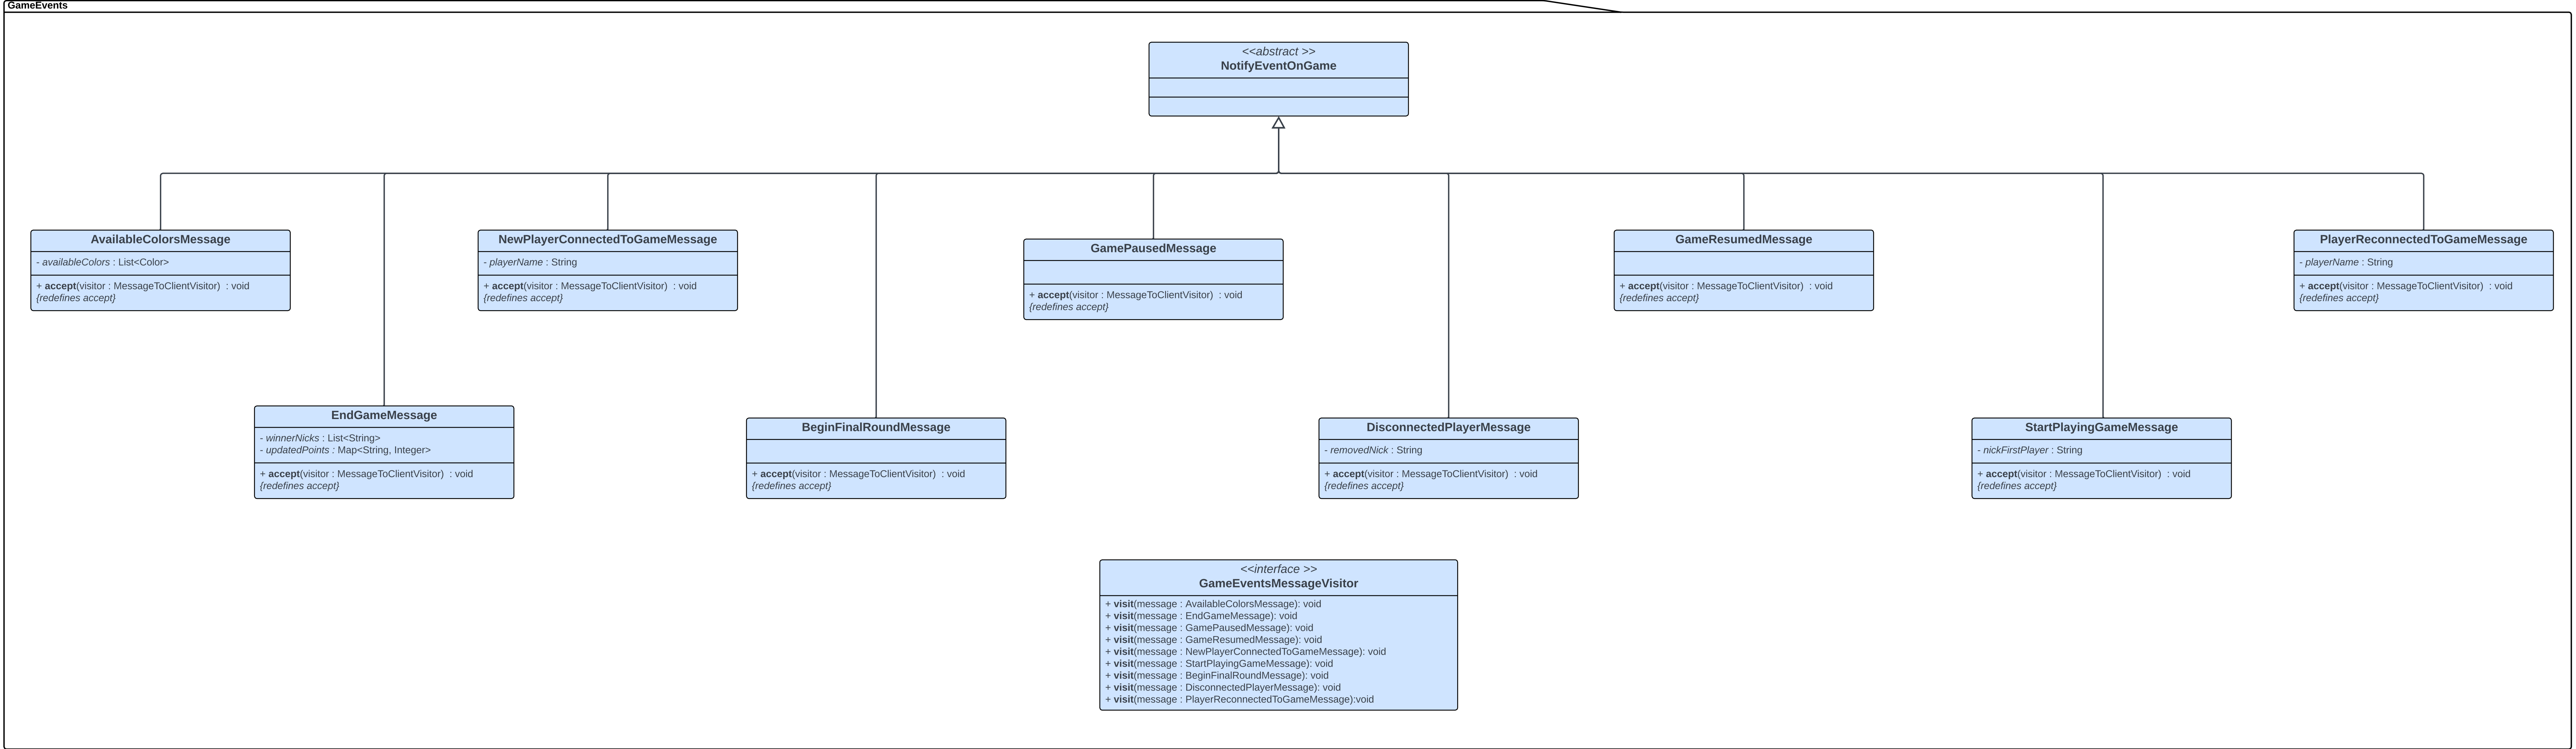 GameEvents
<<abstract >>
NotifyEventOnGame
AvailableColorsMessage
- availableColors : List<Color>
+ accept(visitor : MessageToClientVisitor)  : void
{redefines accept}
NewPlayerConnectedToGameMessage
- playerName : String
+ accept(visitor : MessageToClientVisitor)  : void
{redefines accept}
GamePausedMessage
+ accept(visitor : MessageToClientVisitor)  : void
{redefines accept}
GameResumedMessage
+ accept(visitor : MessageToClientVisitor)  : void
{redefines accept}
PlayerReconnectedToGameMessage
- playerName : String
+ accept(visitor : MessageToClientVisitor)  : void
{redefines accept}
EndGameMessage
- winnerNicks : List<String>
- updatedPoints : Map<String, Integer>
+ accept(visitor : MessageToClientVisitor)  : void
{redefines accept}
BeginFinalRoundMessage
+ accept(visitor : MessageToClientVisitor)  : void
{redefines accept}
DisconnectedPlayerMessage
- removedNick : String
+ accept(visitor : MessageToClientVisitor)  : void
{redefines accept}
StartPlayingGameMessage
- nickFirstPlayer : String
+ accept(visitor : MessageToClientVisitor)  : void
{redefines accept}
<<interface >>
GameEventsMessageVisitor
+ visit(message : AvailableColorsMessage): void
+ visit(message : EndGameMessage): void
+ visit(message : GamePausedMessage): void
+ visit(message : GameResumedMessage): void
+ visit(message : NewPlayerConnectedToGameMessage): void
+ visit(message : StartPlayingGameMessage): void
+ visit(message : BeginFinalRoundMessage): void
+ visit(message : DisconnectedPlayerMessage): void
+ visit(message : PlayerReconnectedToGameMessage):void